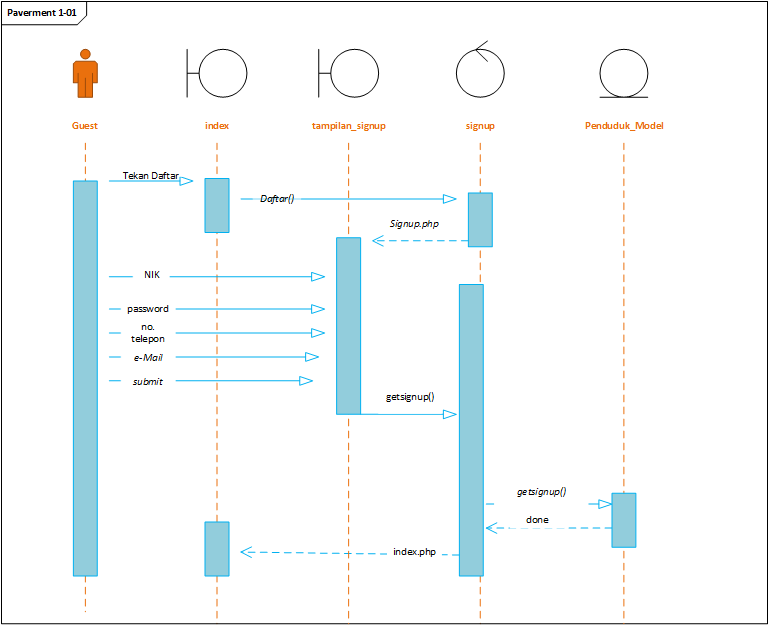 Paverment 1-01
Guest
index
tampilan_signup
signup
Penduduk_Model
Tekan Daftar
Daftar()
Signup.php
NIK
password
no.
telepon
e-Mail
submit
getsignup()
getsignup()
done
index.php